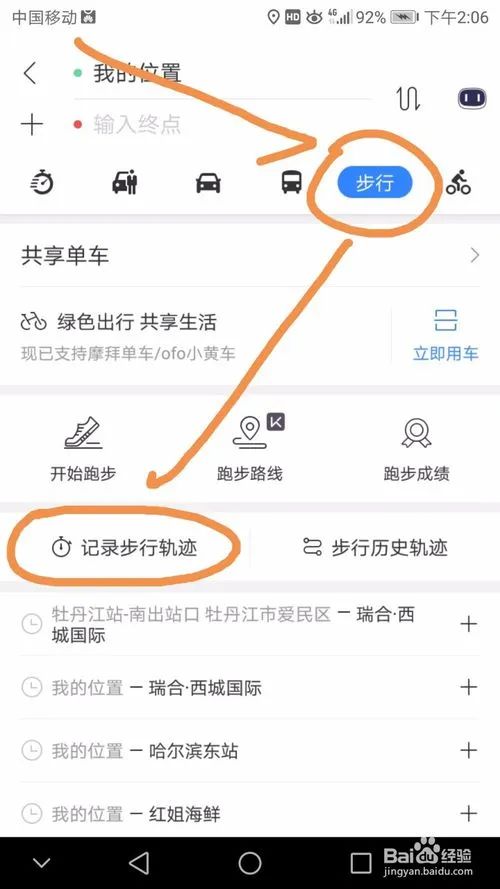 中国移动 HD 4G 92% 下午2:06
我的位置
输入终点
步行
共享单车
绿色出行 共享生活
现已支持摩拜单车/ofo小黄车
立即用车
开始跑步 跑步路线 跑步成绩
记录步行轨迹 步行历史轨迹
牡丹江站-南出站口 牡丹江市爱民区 — 瑞合·西
城国际
我的位置 — 瑞合·西城国际
我的位置 — 哈尔滨东站
我的位置 — 红姐海鲜
Baidu经验
jingyan.baidu.com